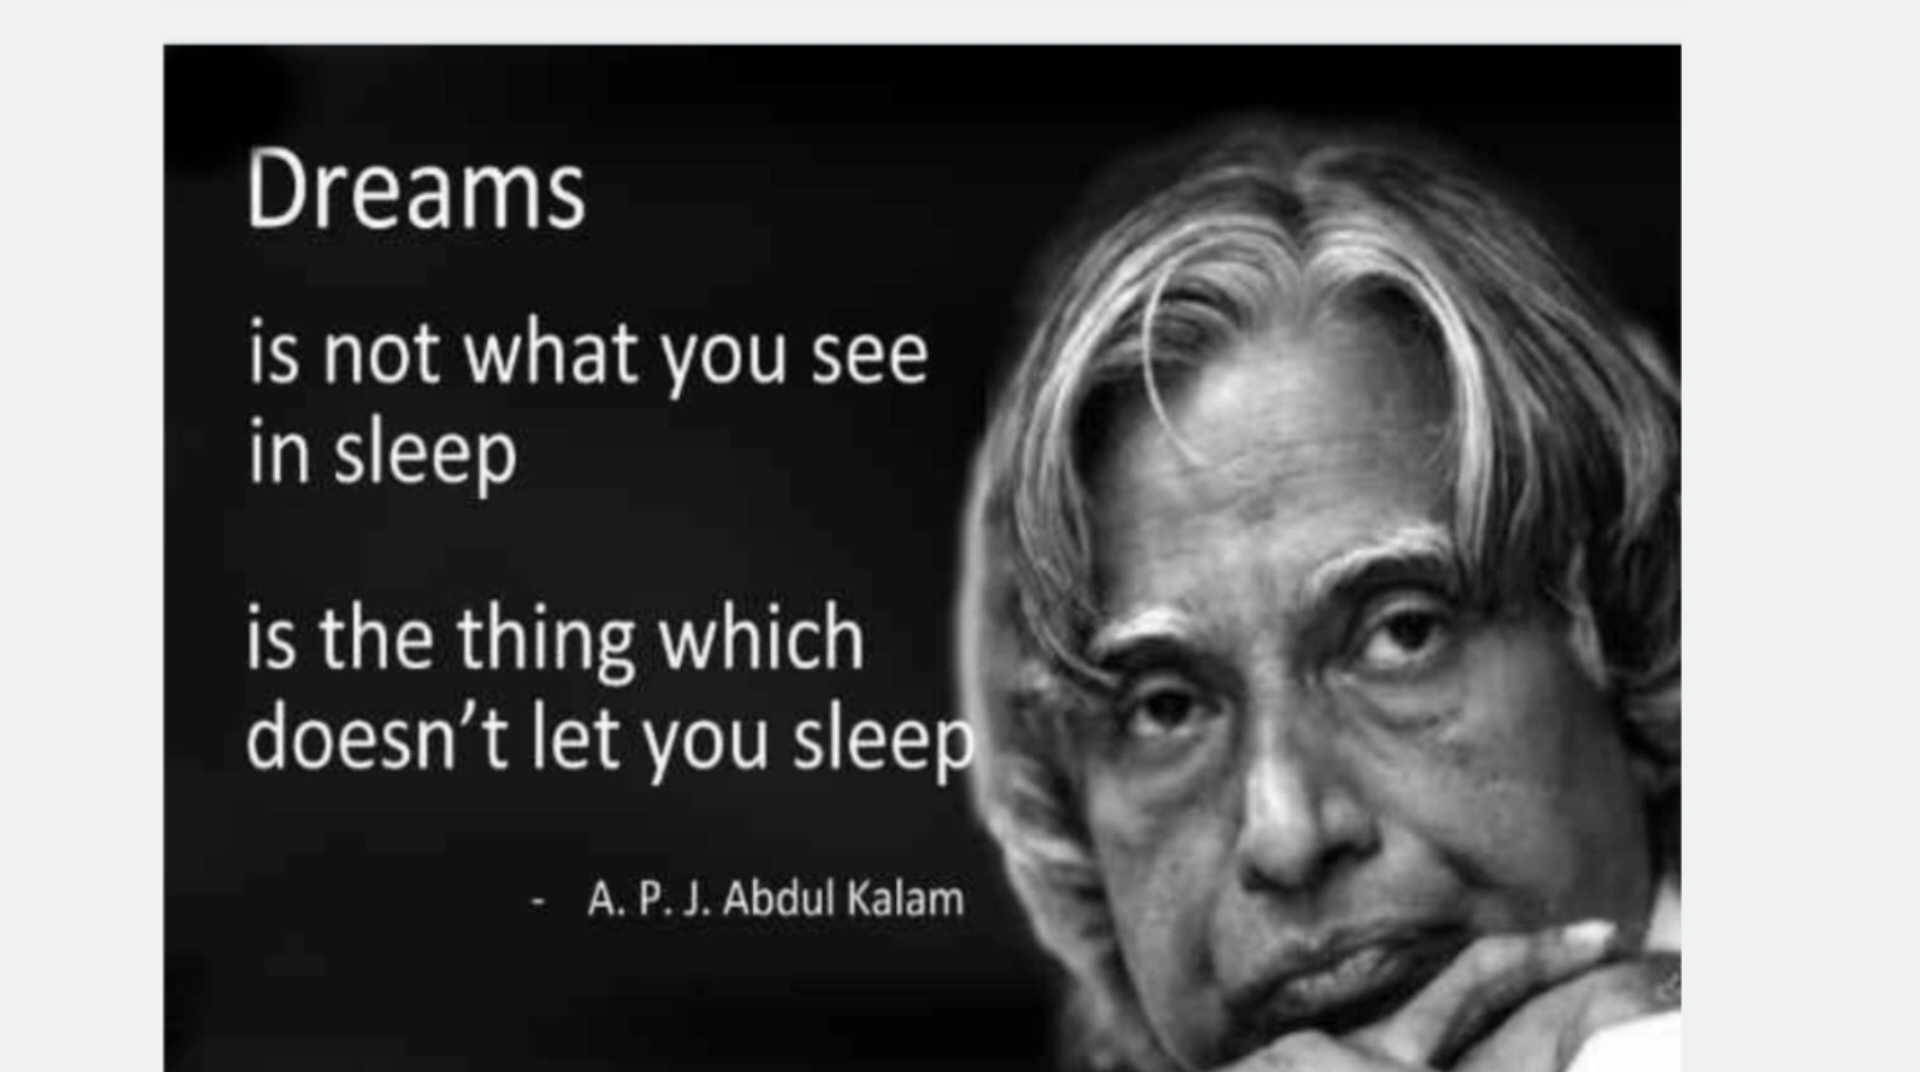 Dreams
is not what you see
in sleep
is the thing which
doesn’t let you sleep
- A. P. J. Abdul Kalam